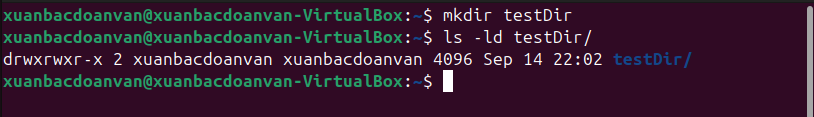 xuanbacdoanvan@xuanbacdoanvan-VirtualBox:~$ mkdir testDir
xuanbacdoanvan@xuanbacdoanvan-VirtualBox:~$ ls -ld testDir/
drwxrwxr-x 2 xuanbacdoanvan xuanbacdoanvan 4096 Sep 14 22:02 testDir/
xuanbacdoanvan@xuanbacdoanvan-VirtualBox:~$